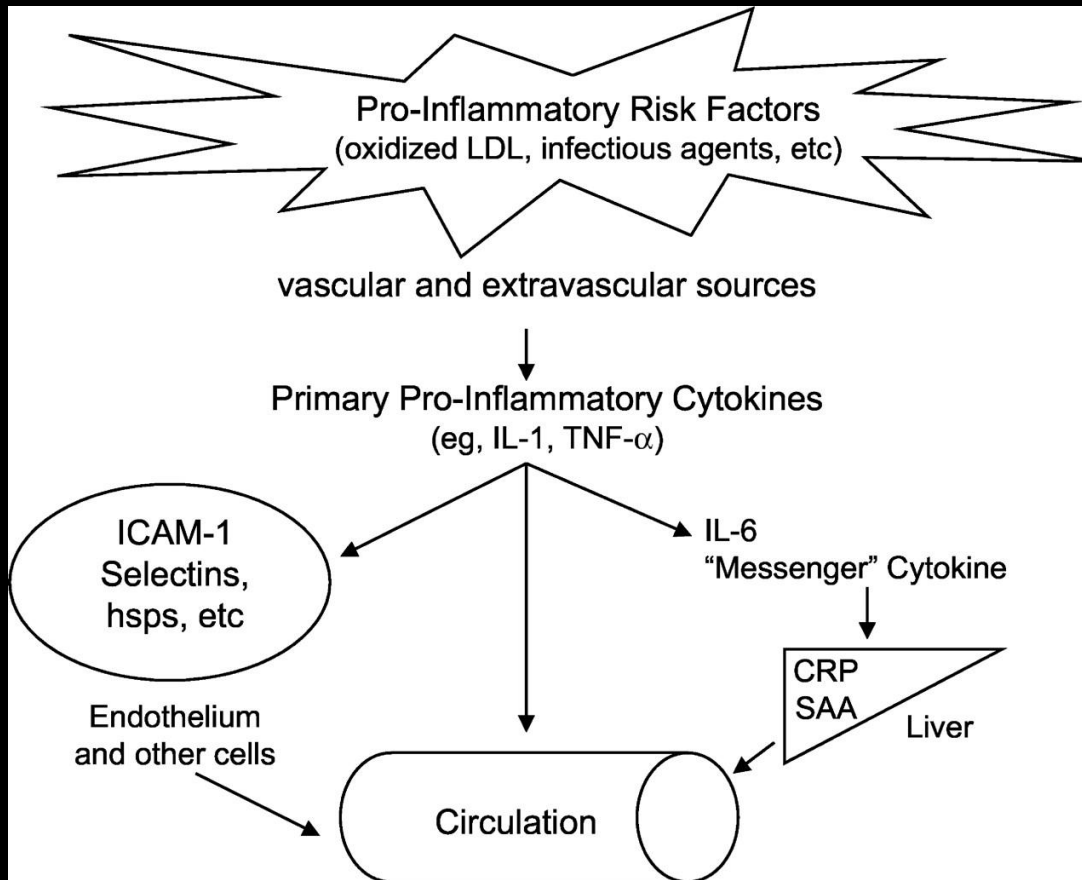 Pro-Inflammatory Risk Factors
(oxidized LDL, infectious agents, etc)
vascular and extravascular sources
Primary Pro-Inflammatory Cytokines
(eg, IL-1, TNF-α)
ICAM-1
Selectins,
hsps, etc
IL-6
“Messenger” Cytokine
Endothelium
and other cells
CRP
SAA
Liver
Circulation